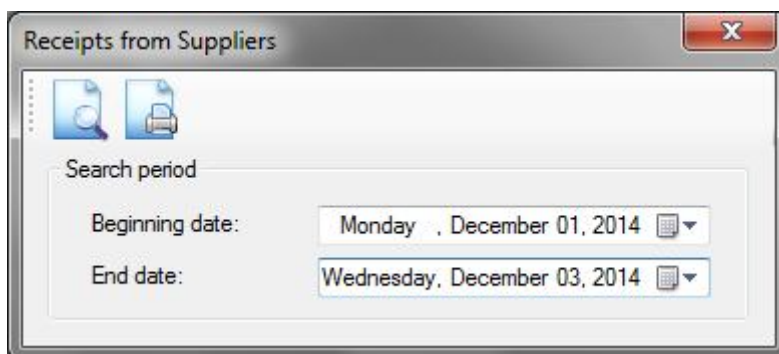 Receipts from Suppliers
Search period
Beginning date: Monday , December 01, 2014
End date: Wednesday, December 03, 2014